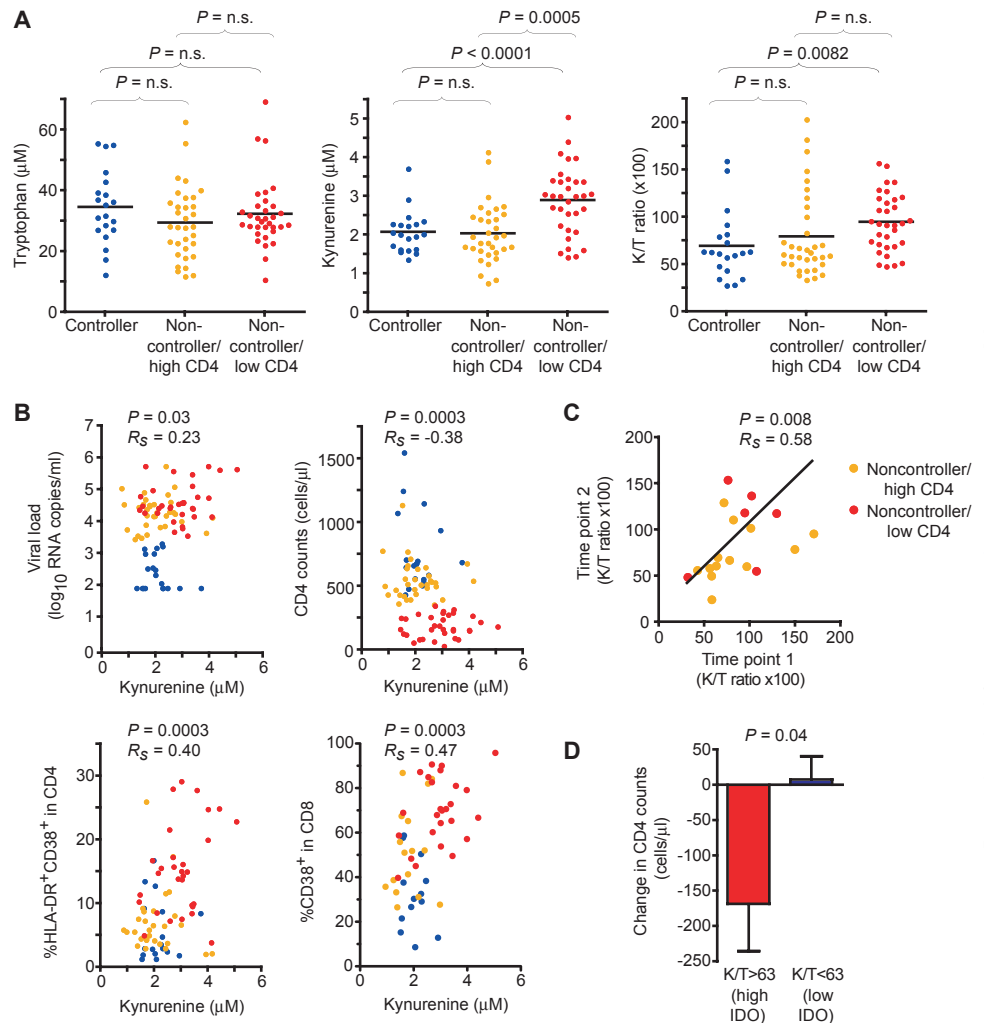 A
P = n.s.
P = n.s.
P = n.s.
Tryptophan (µM)
60
40
20
0
Controller
Non-
controller/
high CD4
Non-
controller/
low CD4
P = 0.0005
P < 0.0001
P = n.s.
Kynurenine (µM)
5
4
3
2
1
0
Controller
Non-
controller/
high CD4
Non-
controller/
low CD4
P = n.s.
P = 0.0082
P = n.s.
K/T ratio (x100)
200
150
100
50
0
Controller
Non-
controller/
high CD4
Non-
controller/
low CD4
B
P = 0.03
RS = 0.23
Viral load
(log10 RNA copies/ml)
7
6
5
4
3
2
1
0
0 2 4 6
Kynurenine (µM)
P = 0.0003
RS = -0.38
CD4 counts (cells/µl)
1500
1250
1000
750
500
250
0
0 2 4 6
Kynurenine (µM)
C
P = 0.008
RS = 0.58
Time point 2
(K/T ratio x100)
200
150
100
50
0
0 50 100 150 200
Time point 1
(K/T ratio x100)
Noncontroller/
high CD4
Noncontroller/
low CD4
P = 0.0003
RS = 0.40
%HLA-DR+CD38+ in CD4
30
20
10
0
0 2 4 6
Kynurenine (µM)
P = 0.0003
RS = 0.47
%CD38+ in CD8
100
80
60
40
20
0
0 2 4 6
Kynurenine (µM)
D
P = 0.04
Change in CD4 counts
(cells/µl)
50
0
-50
-100
-150
-200
-250
K/T>63
(high
IDO)
K/T<63
(low
IDO)